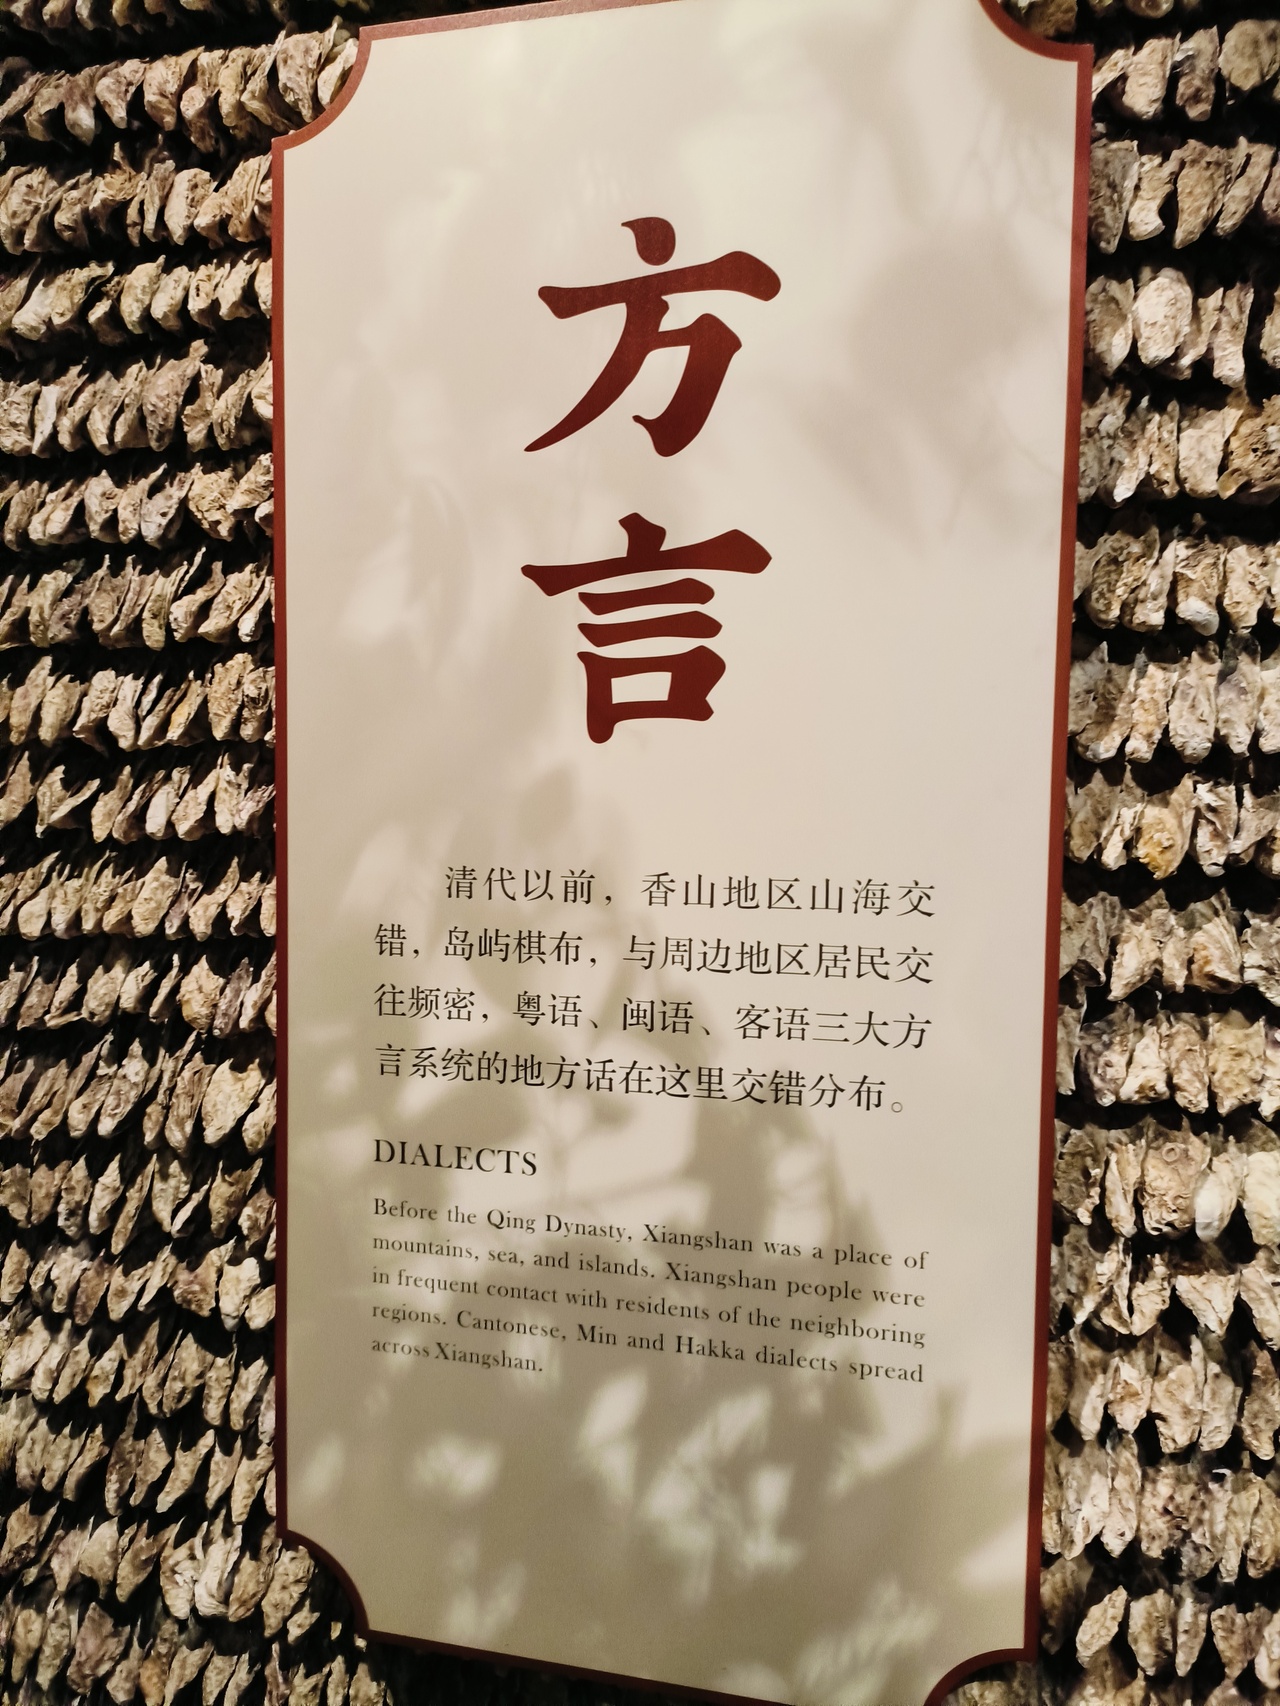 方
言
清代以前，香山地区山海交
错，岛屿棋布，与周边地区居民交
往频密，粤语、闽语、客语三大方
言系统的地方话在这里交错分布。
DIALECTS
Before the Qing Dynasty, Xiangshan was a place of
mountains, sea, and islands. Xiangshan people were
in frequent contact with residents of the neighboring
regions. Cantonese, Min and Hakka dialects spread
across Xiangshan.